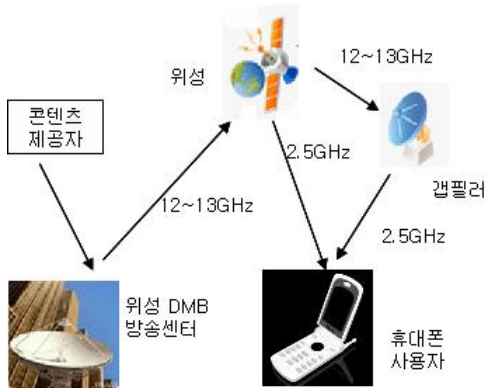 위성
12~13GHz
콘텐츠
제공자
2.5GHz
갭필러
12~13GHz
2.5GHz
위성 DMB
방송센터
휴대폰
사용자